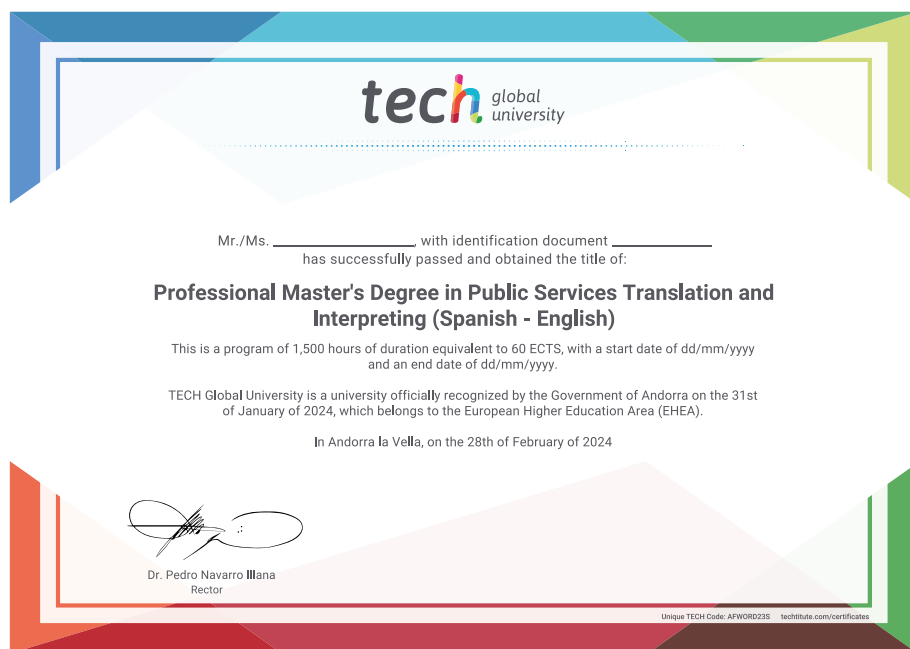 tech global
university
Mr./Ms. ____________, with identification document ____________
has successfully passed and obtained the title of:
Professional Master's Degree in Public Services Translation and
Interpreting (Spanish - English)
This is a program of 1,500 hours of duration equivalent to 60 ECTS, with a start date of dd/mm/yyyy
and an end date of dd/mm/yyyy.
TECH Global University is a university officially recognized by the Government of Andorra on the 31st
of January of 2024, which belongs to the European Higher Education Area (EHEA).
In Andorra la Vella, on the 28th of February of 2024
Dr. Pedro Navarro Illana
Rector
Unique TECH Code: AFWORD23S techtitute.com/certificates